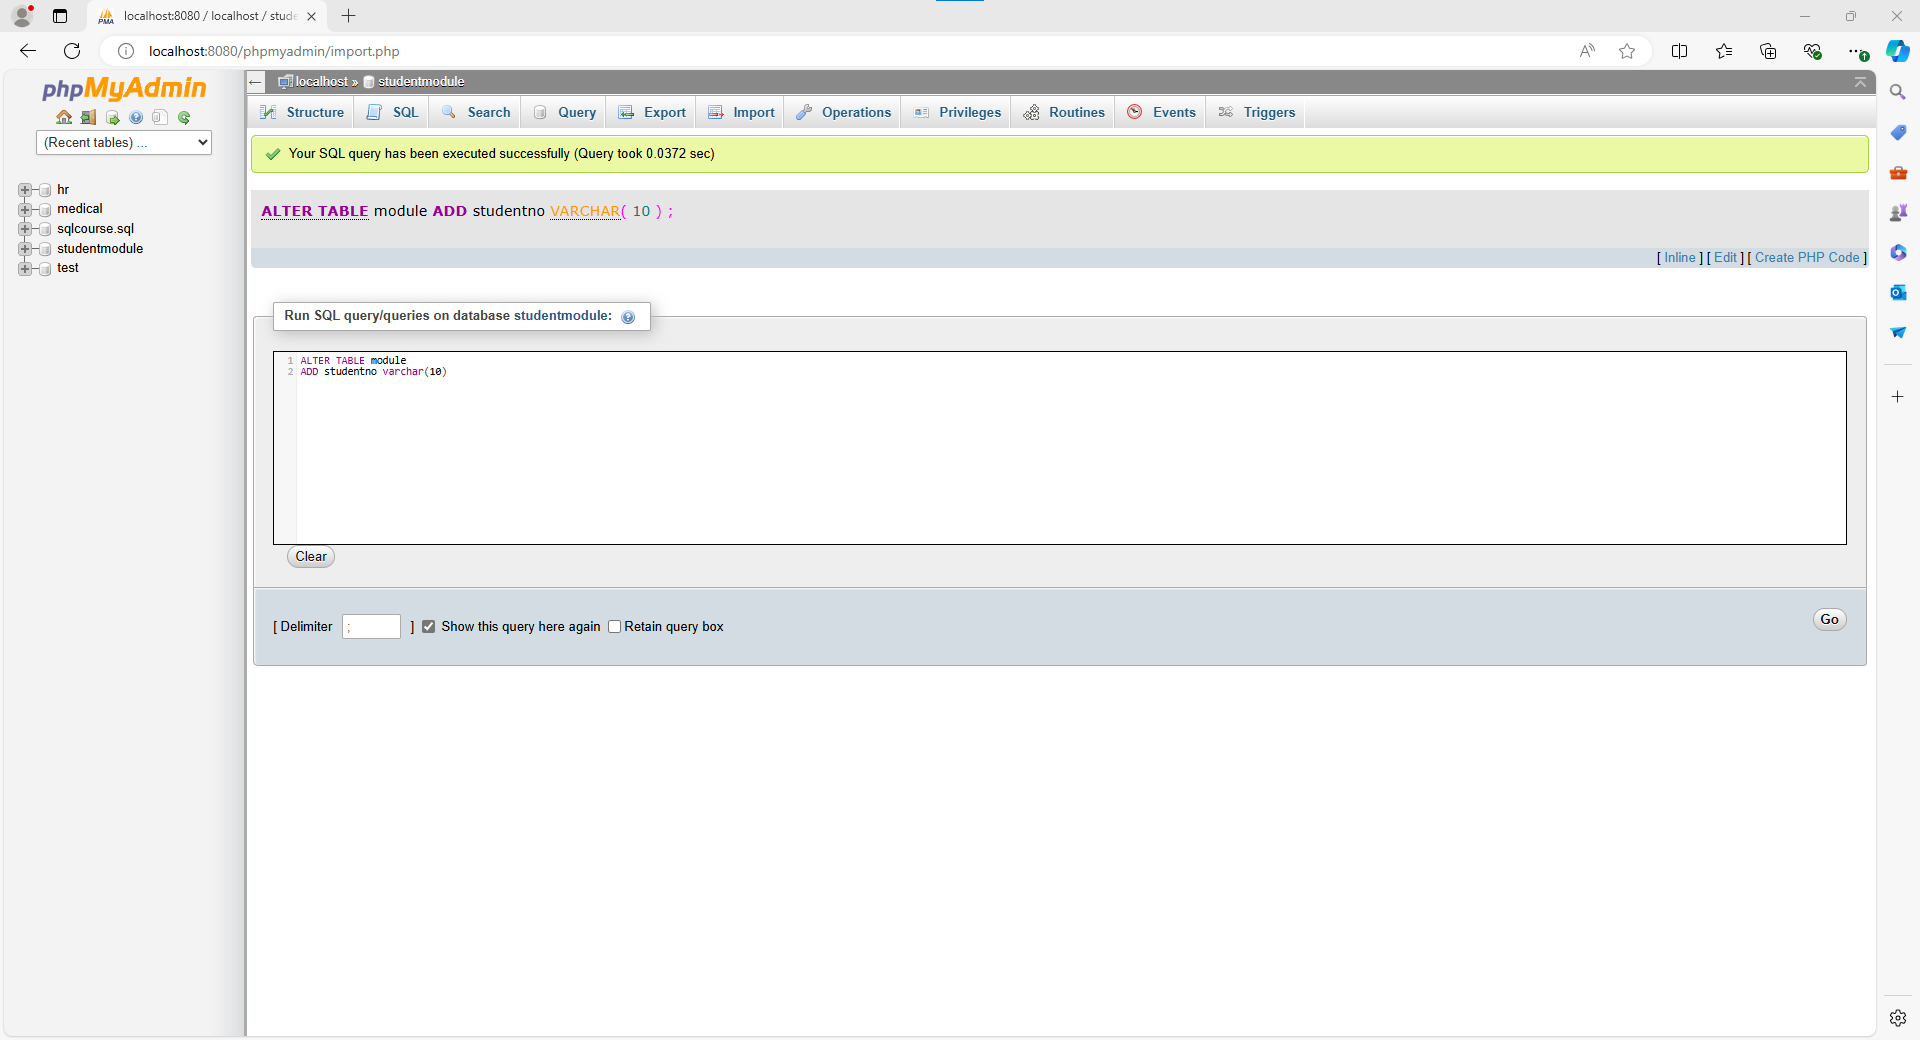 localhost:8080 / localhost / stude
localhost:8080/phpmyadmin/import.php
phpMyAdmin
(Recent tables) ...
hr
medical
sqlcourse.sql
studentmodule
test
localhost » studentmodule
Structure SQL Search Query Export Import Operations Privileges Routines Events Triggers
Your SQL query has been executed successfully (Query took 0.0372 sec)
ALTER TABLE module ADD studentno VARCHAR( 10 ) ;
[ Inline ] [ Edit ] [ Create PHP Code ]
Run SQL query/queries on database studentmodule:
1 ALTER TABLE module
2 ADD studentno varchar(10)
Clear
[ Delimiter ; ] Show this query here again Retain query box
Go